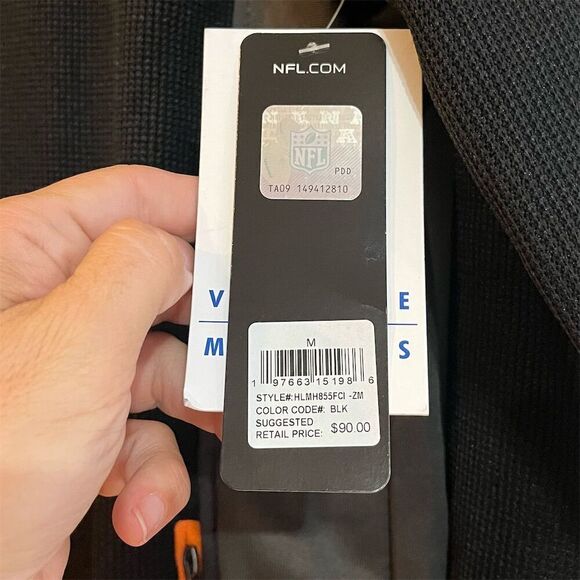 NFL.COM
NFL
PDD
TA09 149412810
V E
M S
M
1 97663 15198 6
STYLE#: HLMH855FCI -ZM
COLOR CODE#: BLK
SUGGESTED
RETAIL PRICE: $90.00